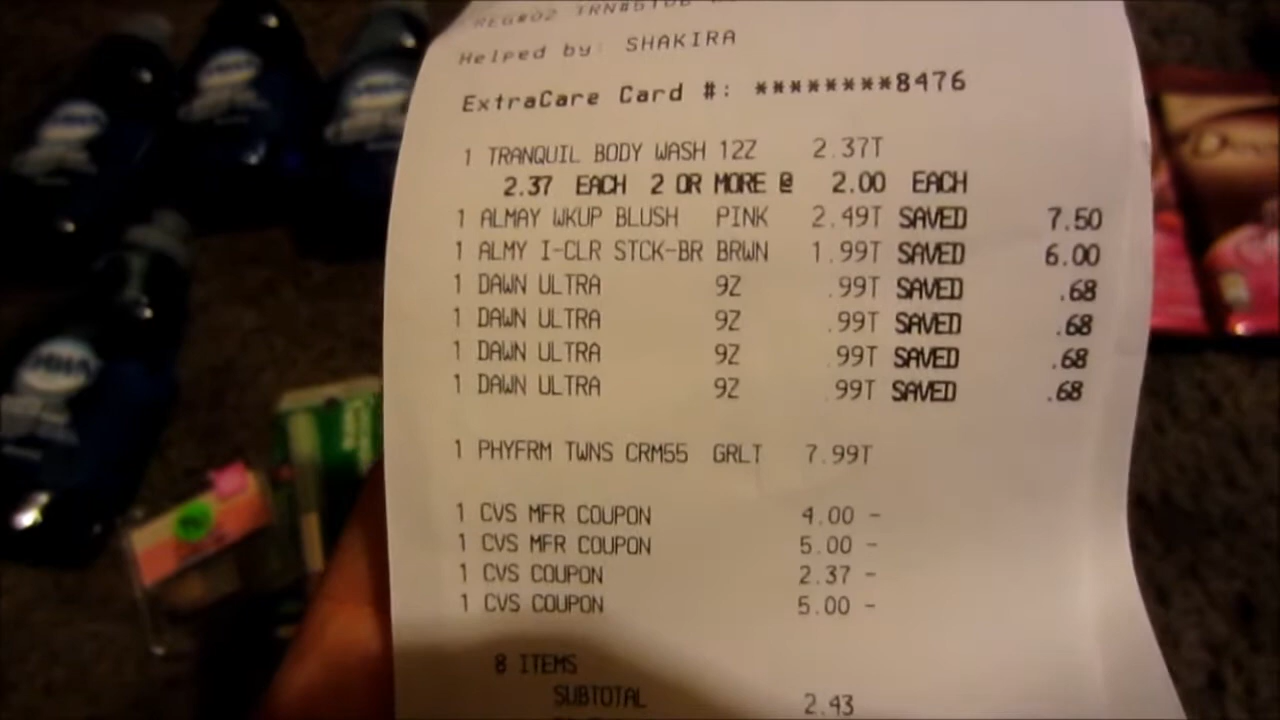 REG#02 TRN#
Helped by: SHAKIRA
ExtraCare Card #: ********8476
1 TRANQUIL BODY WASH 12Z 2.37T
2.37 EACH 2 OR MORE @ 2.00 EACH
1 ALMAY WKUP BLUSH PINK 2.49T SAVED 7.50
1 ALMY I-CLR STCK-BR BRWN 1.99T SAVED 6.00
1 DAWN ULTRA 9Z .99T SAVED .68
1 DAWN ULTRA 9Z .99T SAVED .68
1 DAWN ULTRA 9Z .99T SAVED .68
1 DAWN ULTRA 9Z .99T SAVED .68
1 PHYFRM TWNS CRM55 GRLT 7.99T
1 CVS MFR COUPON 4.00 -
1 CVS MFR COUPON 5.00 -
1 CVS COUPON 2.37 -
1 CVS COUPON 5.00 -
8 ITEMS
SUBTOTAL 2.43